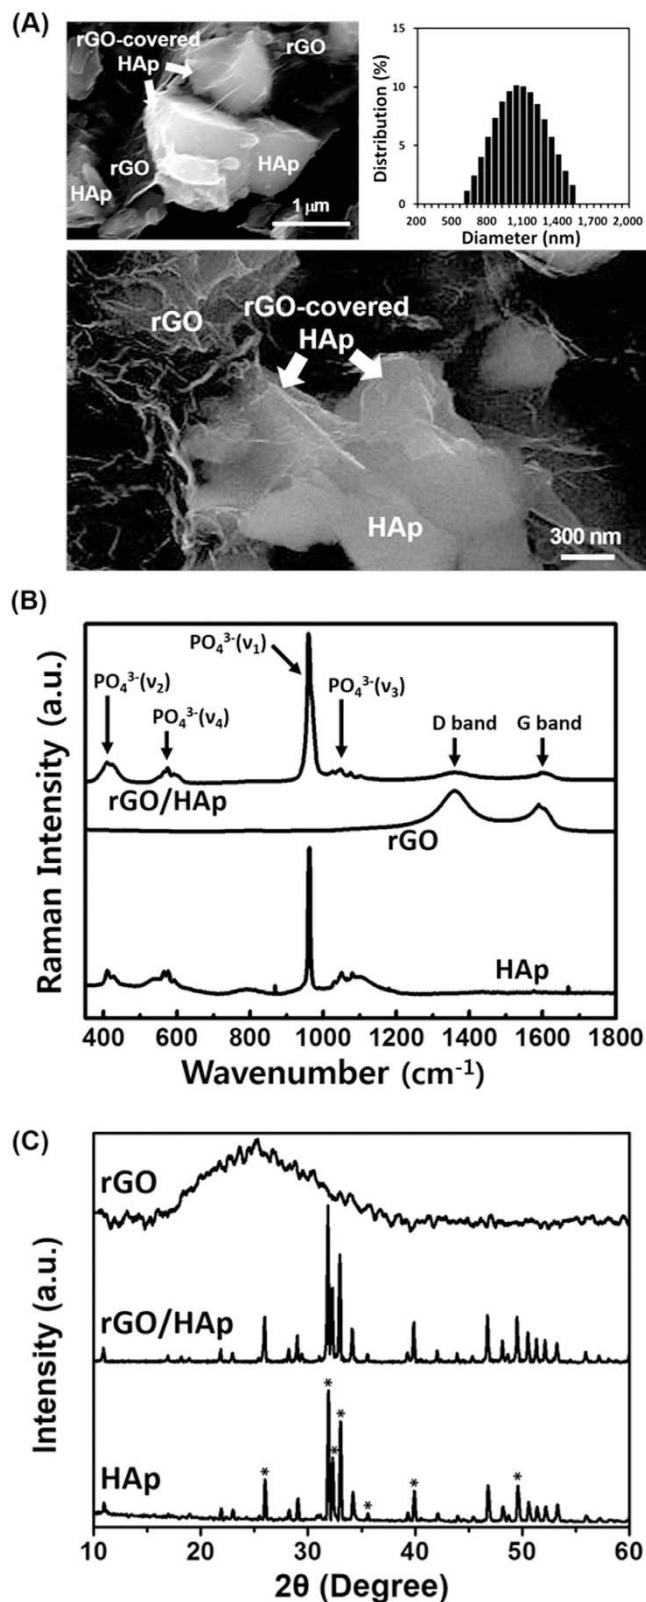 (A)
rGO-covered
HAp
rGO
rGO
HAp
HAp
1 μm
Distribution (%)
15
10
5
0
200 500 800 1,100 1,400 1,700 2,000
Diameter (nm)
rGO
rGO-covered
HAp
HAp
300 nm
(B)
Raman Intensity (a.u.)
PO₄³⁻(ν₂)
PO₄³⁻(ν₄)
PO₄³⁻(ν₁)
PO₄³⁻(ν₃)
D band
G band
rGO/HAp
rGO
HAp
400 600 800 1000 1200 1400 1600 1800
Wavenumber (cm⁻¹)
(C)
Intensity (a.u.)
rGO
rGO/HAp
HAp
* * * * * * *
10 20 30 40 50 60
2θ (Degree)